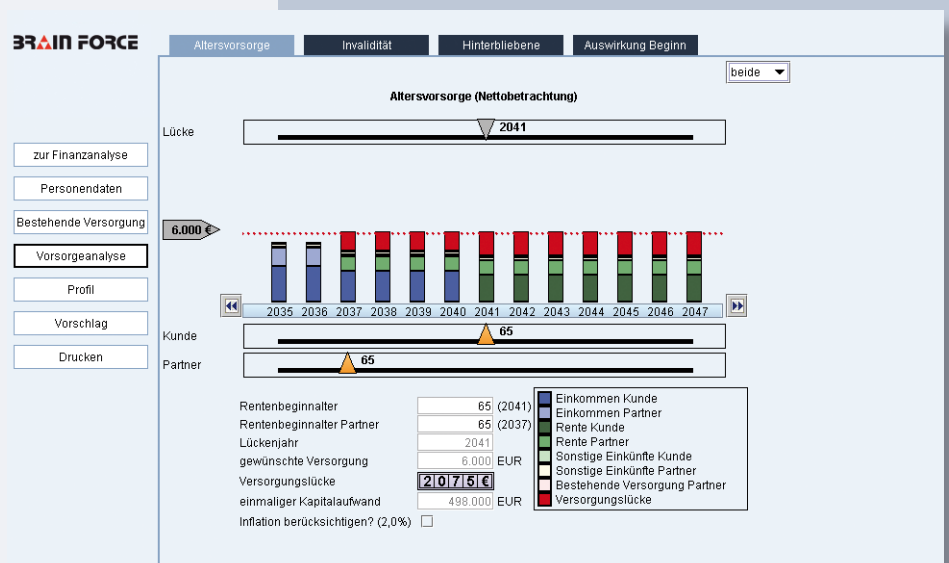 BRAIN FORCE
Altersvorsorge
Invalidität
Hinterbliebene
Auswirkung Beginn
beide
Altersvorsorge (Nettobetrachtung)
Lücke
2041
zur Finanzanalyse
Personendaten
Bestehende Versorgung
Vorsorgeanalyse
Profil
Vorschlag
Drucken
6.000 €
2035 2036 2037 2038 2039 2040 2041 2042 2043 2044 2045 2046 2047
Kunde
65
Partner
65
Rentenbeginnalter 65 (2041)
Rentenbeginnalter Partner 65 (2037)
Lückenjahr 2041
gewünschte Versorgung 6.000 EUR
Versorgungslücke 2075€
einmaliger Kapitalaufwand 498.000 EUR
Inflation berücksichtigen? (2,0%)
Einkommen Kunde
Einkommen Partner
Rente Kunde
Rente Partner
Sonstige Einkünfte Kunde
Sonstige Einkünfte Partner
Bestehende Versorgung Partner
Versorgungslücke